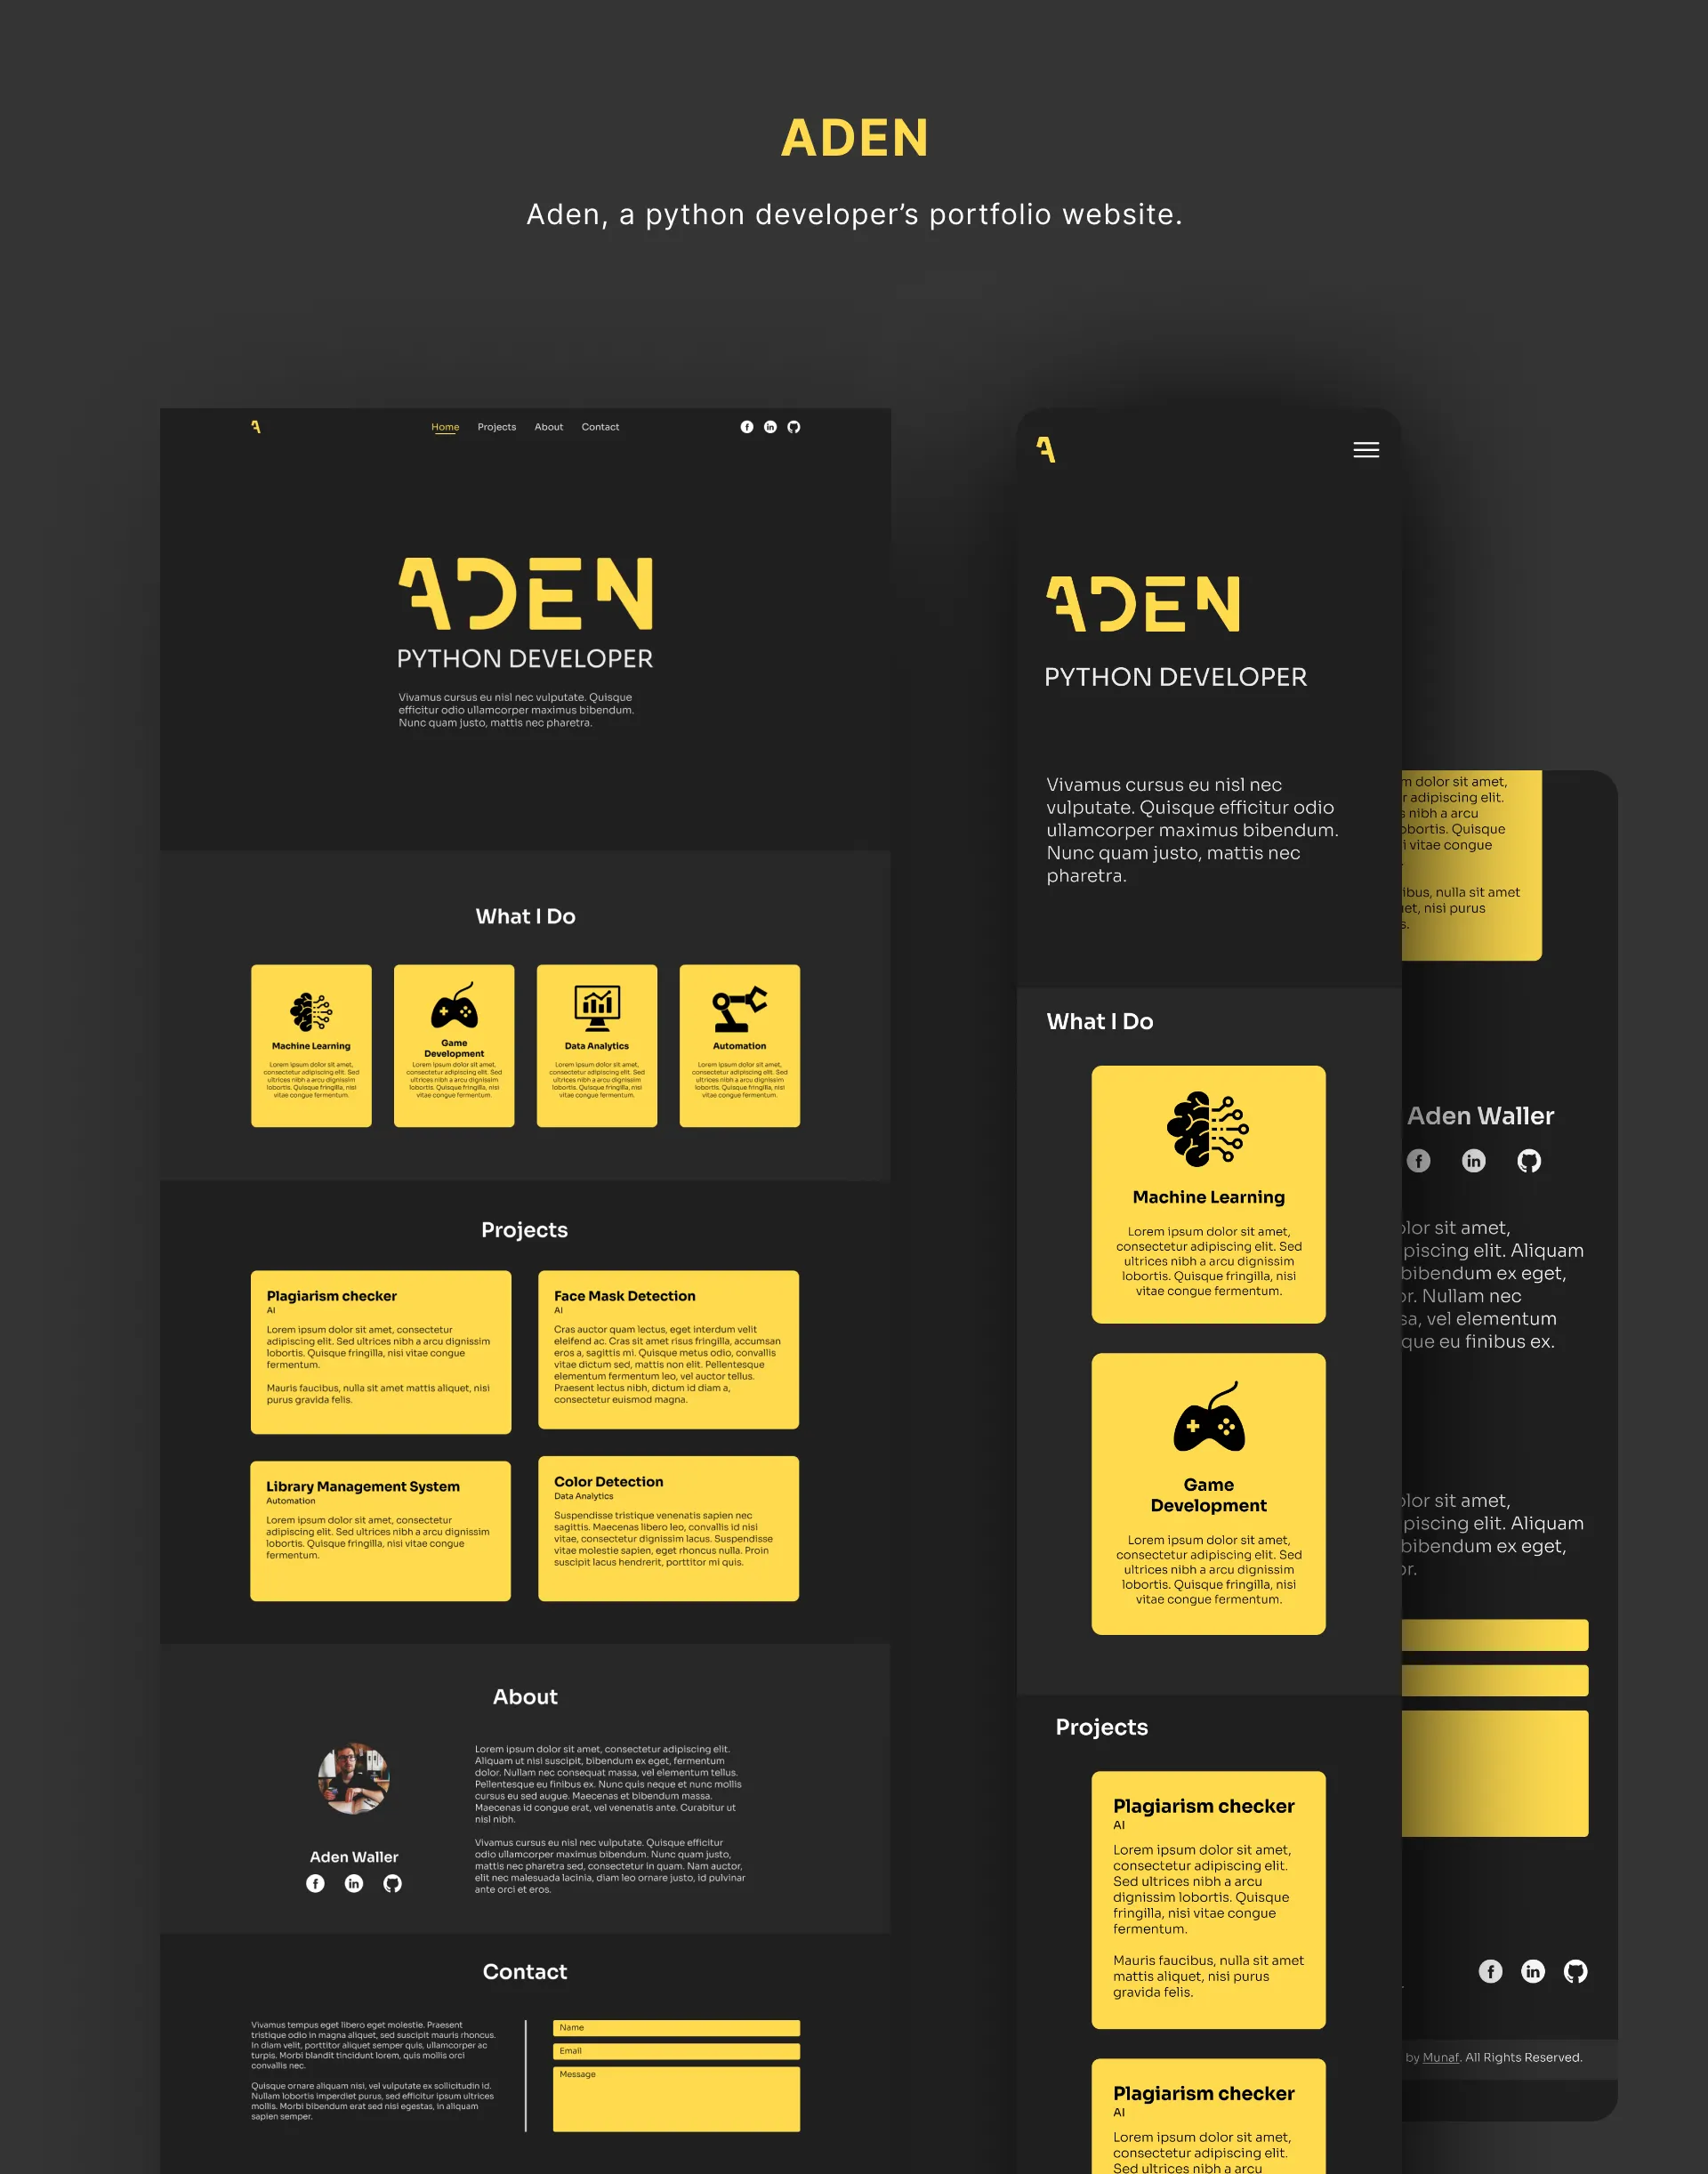 ADEN
Aden, a python developer’s portfolio website.
Home Projects About Contact
ADEN
PYTHON DEVELOPER
Vivamus cursus eu nisl nec vulputate. Quisque
efficitur odio ullamcorper maximus bibendum.
Nunc quam justo, mattis nec pharetra.
What I Do
Machine Learning
Lorem ipsum dolor sit amet,
consectetur adipiscing elit. Sed
ultrices nibh a arcu dignissim
lobortis. Quisque fringilla, nisi
vitae congue fermentum.
Game
Development
Lorem ipsum dolor sit amet,
consectetur adipiscing elit. Sed
ultrices nibh a arcu dignissim
lobortis. Quisque fringilla, nisi
vitae congue fermentum.
Data Analytics
Lorem ipsum dolor sit amet,
consectetur adipiscing elit. Sed
ultrices nibh a arcu dignissim
lobortis. Quisque fringilla, nisi
vitae congue fermentum.
Automation
Lorem ipsum dolor sit amet,
consectetur adipiscing elit. Sed
ultrices nibh a arcu dignissim
lobortis. Quisque fringilla, nisi
vitae congue fermentum.
Projects
Plagiarism checker
AI
Lorem ipsum dolor sit amet, consectetur
adipiscing elit. Sed ultrices nibh a arcu dignissim
lobortis. Quisque fringilla, nisi vitae congue
fermentum.
Mauris faucibus, nulla sit amet mattis aliquet, nisi
purus gravida felis.
Face Mask Detection
AI
Cras auctor quam lectus, eget interdum velit
eleifend ac. Cras sit amet risus fringilla, accumsan
eros a, sagittis mi. Quisque metus odio, convallis
vitae dictum sed, mattis non elit. Pellentesque
elementum fermentum leo, vel auctor tellus.
Praesent lectus nibh, dictum id diam a,
consectetur euismod magna.
Library Management System
Automation
Lorem ipsum dolor sit amet, consectetur
adipiscing elit. Sed ultrices nibh a arcu dignissim
lobortis. Quisque fringilla, nisi vitae congue
fermentum.
Color Detection
Data Analytics
Suspendisse tristique venenatis sapien nec
sagittis. Maecenas libero leo, convallis id nisi
vitae, consectetur dignissim lacus. Suspendisse
vitae molestie sapien, eget rhoncus nulla. Proin
suscipit lacus hendrerit, porttitor mi quis.
About
Aden Waller
Lorem ipsum dolor sit amet, consectetur adipiscing elit.
Aliquam ut nisi suscipit, bibendum ex eget, fermentum
dolor. Nullam nec consequat massa, vel elementum tellus.
Pellentesque eu finibus ex. Nunc quis neque et nunc mollis
cursus eu sed augue. Maecenas et bibendum massa.
Maecenas id congue erat, vel venenatis ante. Curabitur ut
nisl nibh.
Vivamus cursus eu nisl nec vulputate. Quisque efficitur
odio ullamcorper maximus bibendum. Nunc quam justo,
mattis nec pharetra sed, consectetur in quam. Nam auctor,
elit nec malesuada lacinia, diam leo ornare justo, id pulvinar
ante orci et eros.
Contact
Vivamus tempus eget libero eget molestie. Praesent
tristique odio in magna aliquet, sed suscipit mauris rhoncus.
In diam velit, porttitor aliquet semper quis, ullamcorper ac
turpis. Morbi blandit tincidunt lorem, quis mollis orci
convallis nec.
Quisque ornare aliquam nisi, vel vulputate ex sollicitudin id.
Nullam lobortis imperdiet purus, sed efficitur ipsum ultrices
mollis. Morbi bibendum erat sed nisi egestas, in aliquam
sapien semper.
Name
Email
Message
ADEN
PYTHON DEVELOPER
Vivamus cursus eu nisl nec
vulputate. Quisque efficitur odio
ullamcorper maximus bibendum.
Nunc quam justo, mattis nec
pharetra.
What I Do
Machine Learning
Lorem ipsum dolor sit amet,
consectetur adipiscing elit. Sed
ultrices nibh a arcu dignissim
lobortis. Quisque fringilla, nisi
vitae congue fermentum.
Game
Development
Lorem ipsum dolor sit amet,
consectetur adipiscing elit. Sed
ultrices nibh a arcu dignissim
lobortis. Quisque fringilla, nisi
vitae congue fermentum.
Projects
Plagiarism checker
AI
Lorem ipsum dolor sit amet,
consectetur adipiscing elit.
Sed ultrices nibh a arcu
dignissim lobortis. Quisque
fringilla, nisi vitae congue
fermentum.
Mauris faucibus, nulla sit amet
mattis aliquet, nisi purus
gravida felis.
Plagiarism checker
AI
Lorem ipsum dolor sit amet,
consectetur adipiscing elit.
Sed ultrices nibh a arcu
dolor sit amet,
adipiscing elit.
nibh a arcu
Quisque
vitae congue
nulla sit amet
nisi purus
Aden Waller
sit amet,
elit. Aliquam
bibendum ex eget,
Nullam nec
vel elementum
eu finibus ex.
sit amet,
elit. Aliquam
bibendum ex eget,
by Munaf. All Rights Reserved.